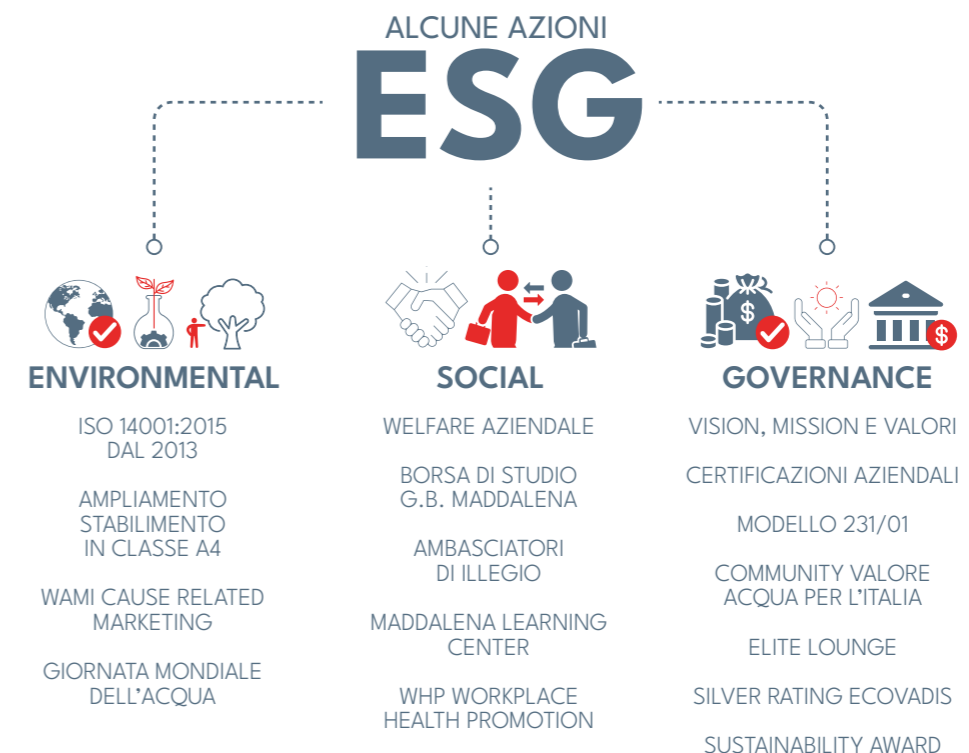 ALCUNE AZIONI
ESG
ENVIRONMENTAL
ISO 14001:2015
DAL 2013
AMPLIAMENTO
STABILIMENTO
IN CLASSE A4
WAMI CAUSE RELATED
MARKETING
GIORNATA MONDIALE
DELL'ACQUA
SOCIAL
WELFARE AZIENDALE
BORSA DI STUDIO
G.B. MADDALENA
AMBASCIATORI
DI ILLEGIO
MADDALENA LEARNING
CENTER
WHP WORKPLACE
HEALTH PROMOTION
$
$
GOVERNANCE
VISION, MISSION E VALORI
CERTIFICAZIONI AZIENDALI
MODELLO 231/01
COMMUNITY VALORE
ACQUA PER L'ITALIA
ELITE LOUNGE
SILVER RATING ECOVADIS
SUSTAINABILITY AWARD